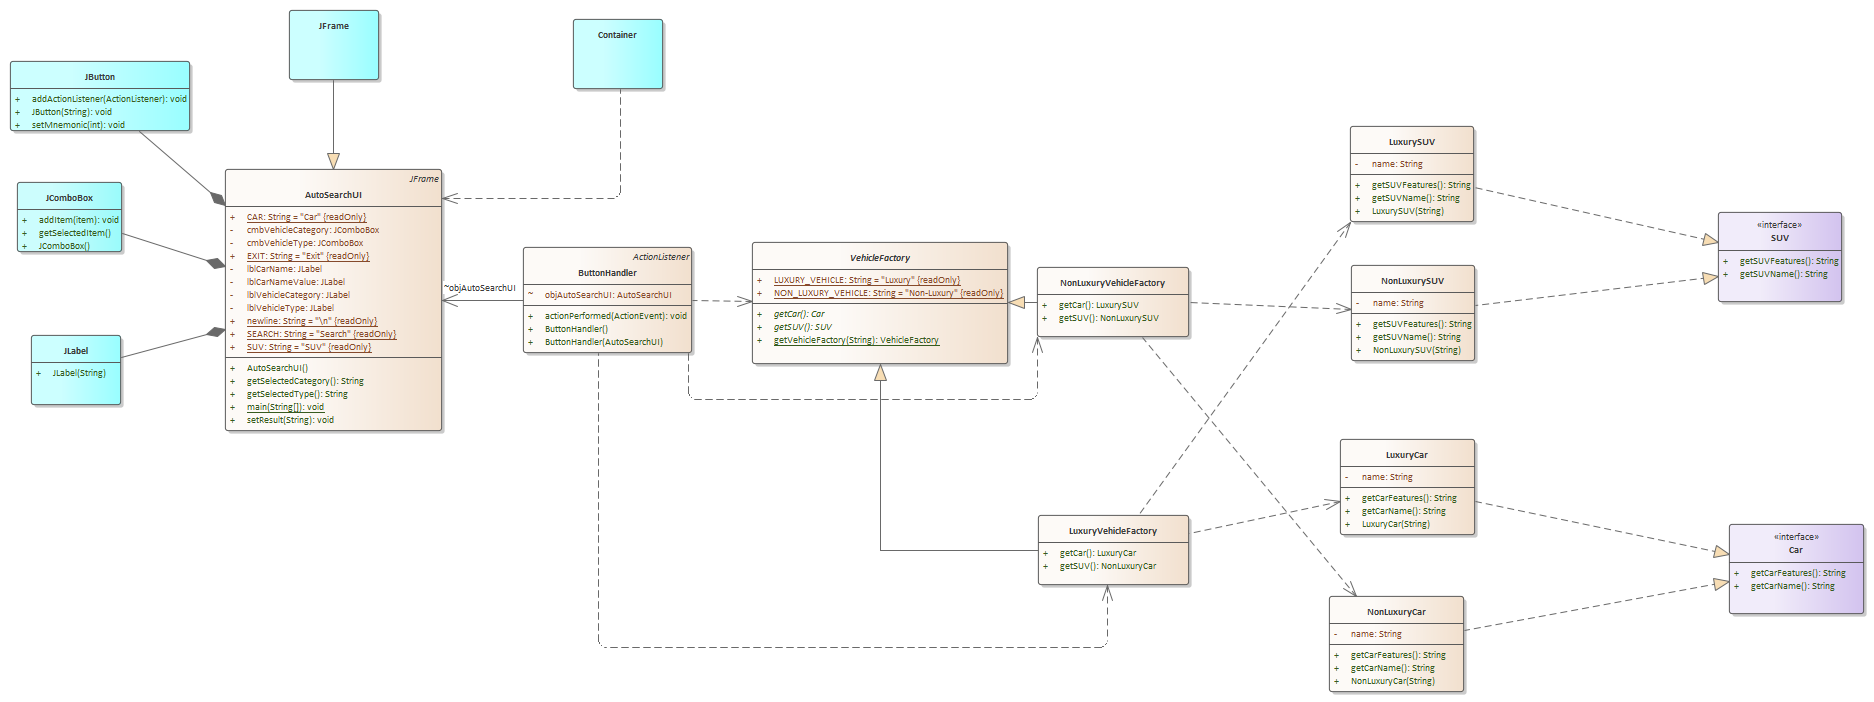 JFrame
Container
JButton
+ addActionListener(ActionListener): void
+ JButton(String): void
+ setMnemonic(int): void
JComboBox
+ addItem(item): void
+ getSelectedItem()
+ JComboBox()
JLabel
+ JLabel(String)
JFrame
AutoSearchUI
+ CAR: String = "Car" {readOnly}
- cmbVehicleCategory: JComboBox
- cmbVehicleType: JComboBox
+ EXIT: String = "Exit" {readOnly}
- lblCarName: JLabel
- lblCarNameValue: JLabel
- lblVehicleCategory: JLabel
- lblVehicleType: JLabel
+ newline: String = "\n" {readOnly}
+ SEARCH: String = "Search" {readOnly}
+ SUV: String = "SUV" {readOnly}
+ AutoSearchUI()
+ getSelectedCategory(): String
+ getSelectedType(): String
+ main(String[]): void
+ setResult(String): void
~objAutoSearchUI
ActionListener
ButtonHandler
~ objAutoSearchUI: AutoSearchUI
+ actionPerformed(ActionEvent): void
+ ButtonHandler()
+ ButtonHandler(AutoSearchUI)
VehicleFactory
+ LUXURY_VEHICLE: String = "Luxury" {readOnly}
+ NON_LUXURY_VEHICLE: String = "Non-Luxury" {readOnly}
+ getCar(): Car
+ getSUV(): SUV
+ getVehicleFactory(String): VehicleFactory
NonLuxuryVehicleFactory
+ getCar(): LuxurySUV
+ getSUV(): NonLuxurySUV
LuxuryVehicleFactory
+ getCar(): LuxuryCar
+ getSUV(): NonLuxuryCar
LuxurySUV
- name: String
+ getSUVFeatures(): String
+ getSUVName(): String
+ LuxurySUV(String)
NonLuxurySUV
- name: String
+ getSUVFeatures(): String
+ getSUVName(): String
+ NonLuxurySUV(String)
«interface»
SUV
+ getSUVFeatures(): String
+ getSUVName(): String
LuxuryCar
- name: String
+ getCarFeatures(): String
+ getCarName(): String
+ LuxuryCar(String)
NonLuxuryCar
- name: String
+ getCarFeatures(): String
+ getCarName(): String
+ NonLuxuryCar(String)
«interface»
Car
+ getCarFeatures(): String
+ getCarName(): String